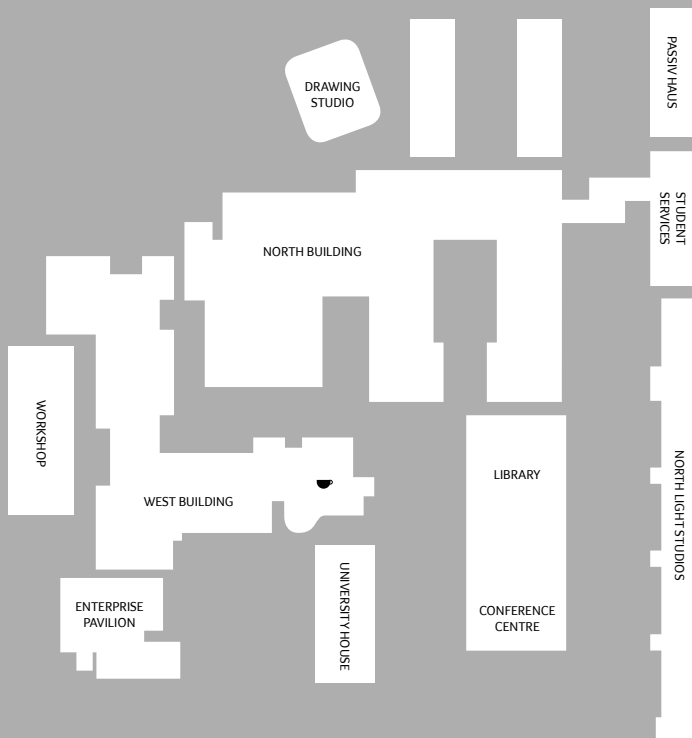 PASSIV HAUS
DRAWING
STUDIO
STUDENT
SERVICES
NORTH BUILDING
WORKSHOP
LIBRARY
WEST BUILDING
NORTH LIGHT STUDIOS
UNIVERSITY HOUSE
ENTERPRISE
PAVILION
CONFERENCE
CENTRE